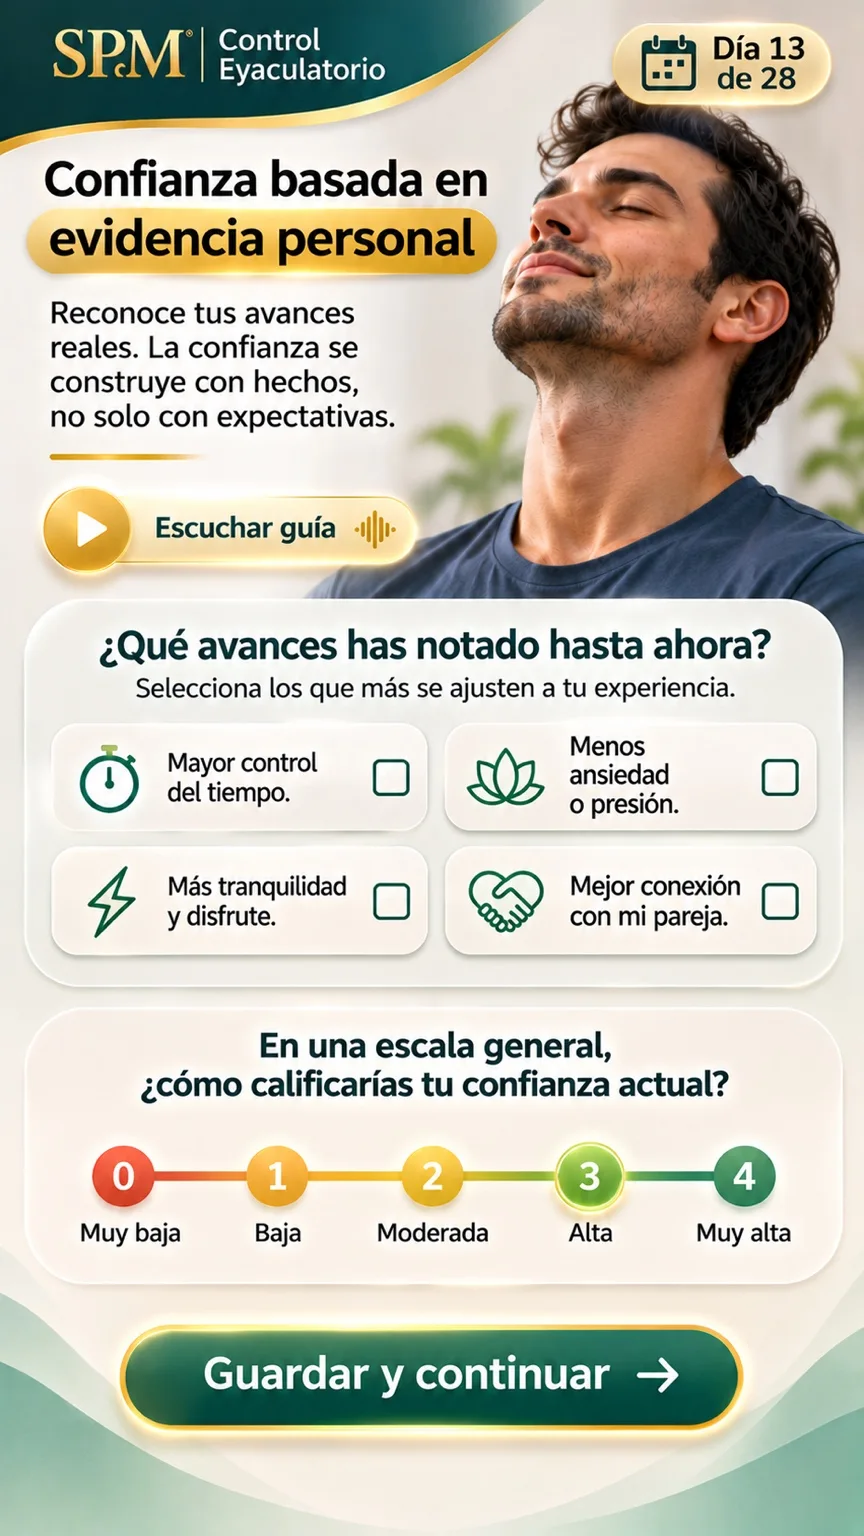 SPRM®
Control
Eyaculatorio
Día 13
de 28
Confianza basada en
evidencia personal
Reconoce tus avances
reales. La confianza se
construye con hechos,
no solo con expectativas.
Escuchar guía
¿Qué avances has notado hasta ahora?
Selecciona los que más se ajusten a tu experiencia.
Mayor control
del tiempo.
Menos
ansiedad
o presión.
Más tranquilidad
y disfrute.
Mejor conexión
con mi pareja.
En una escala general,
¿cómo calificarías tu confianza actual?
0
1
2
3
4
Muy baja
Baja
Moderada
Alta
Muy alta
Guardar y continuar →